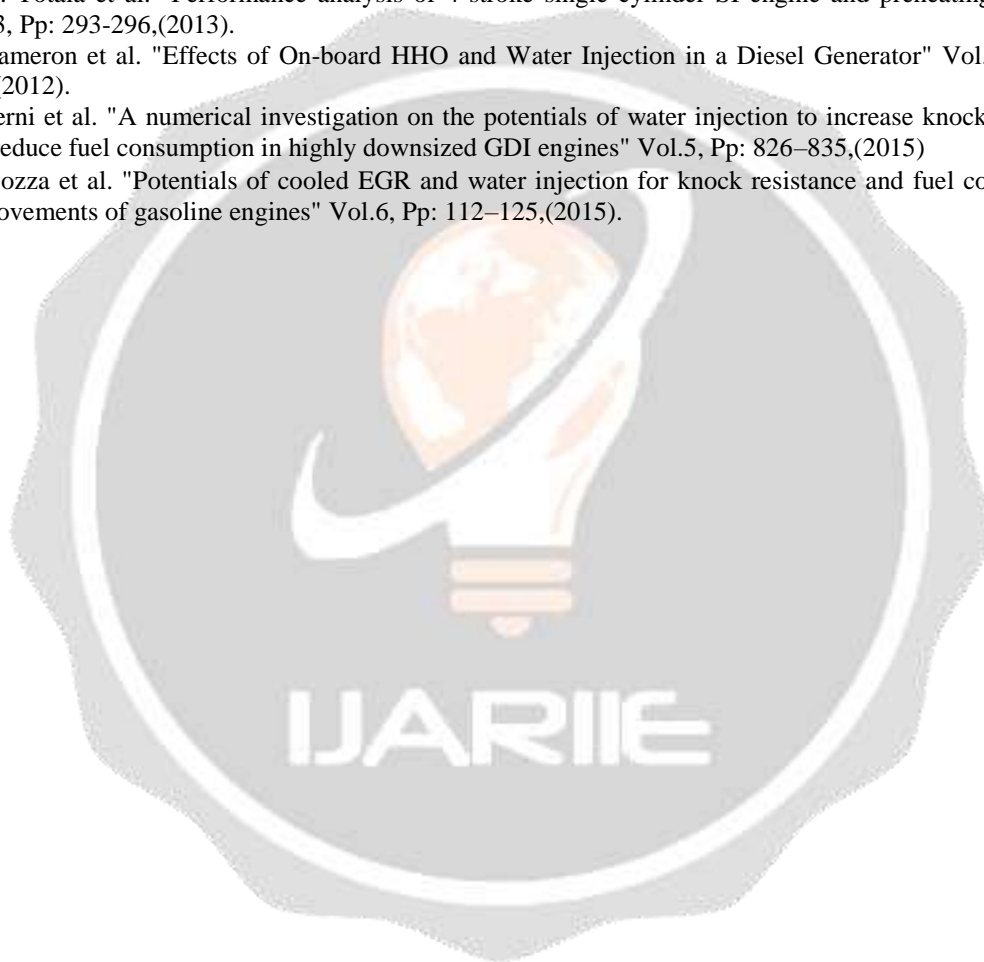 Totala et al. "Performance analysis of 4 stroke single cylinder SI engine and preheating
3, Pp: 293-296,(2013).
ameron et al. "Effects of On-board HHO and Water Injection in a Diesel Generator" Vol.
(2012).
erni et al. "A numerical investigation on the potentials of water injection to increase knock
reduce fuel consumption in highly downsized GDI engines" Vol.5, Pp: 826–835,(2015)
ozza et al. "Potentials of cooled EGR and water injection for knock resistance and fuel co
ovements of gasoline engines" Vol.6, Pp: 112–125,(2015).
IJARIIE